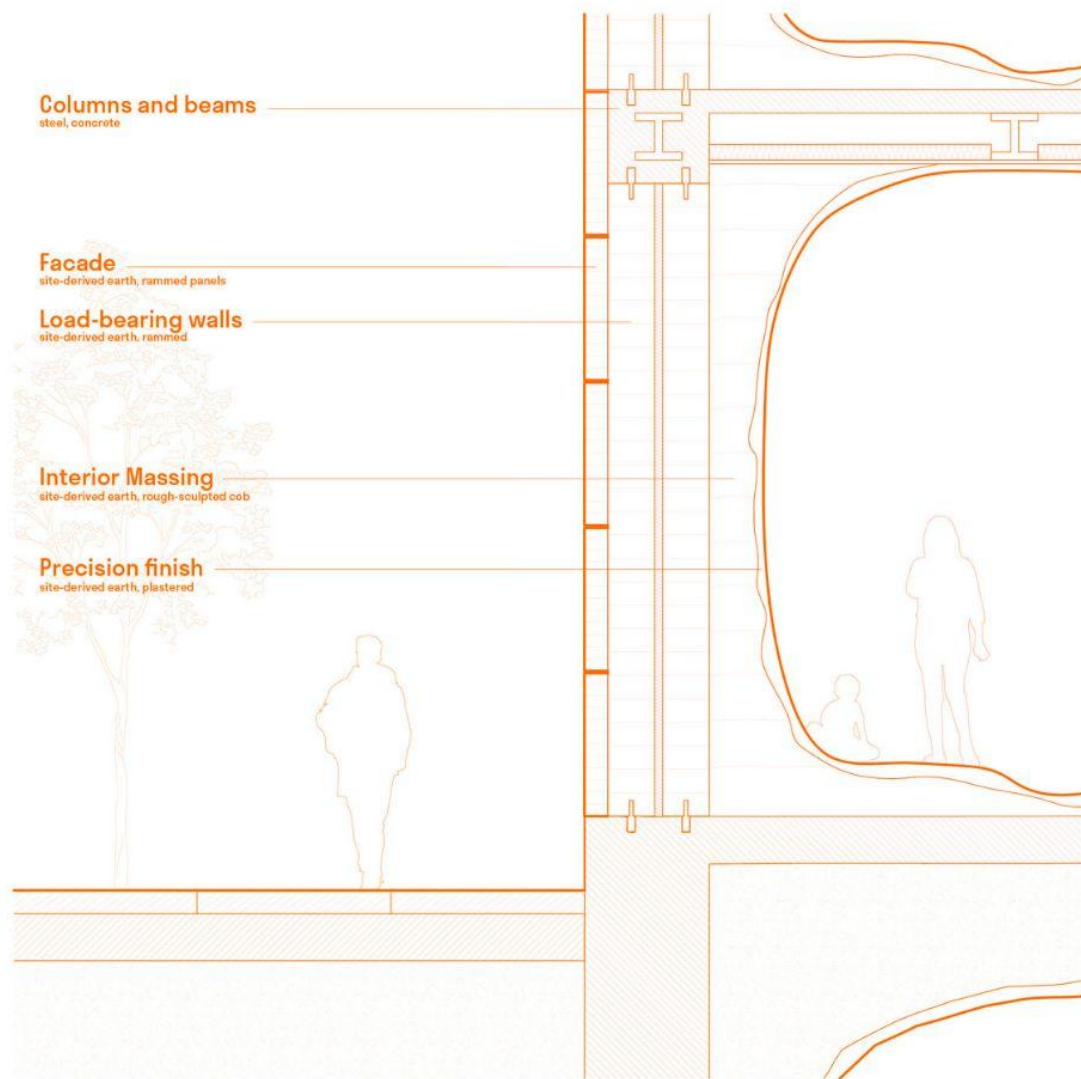 Columns and beams
steel, concrete
Facade
site-derived earth, rammed panels
Load-bearing walls
site-derived earth, rammed
Interior Massing
site-derived earth, rough-sculpted cob
Precision finish
site-derived earth, plastered